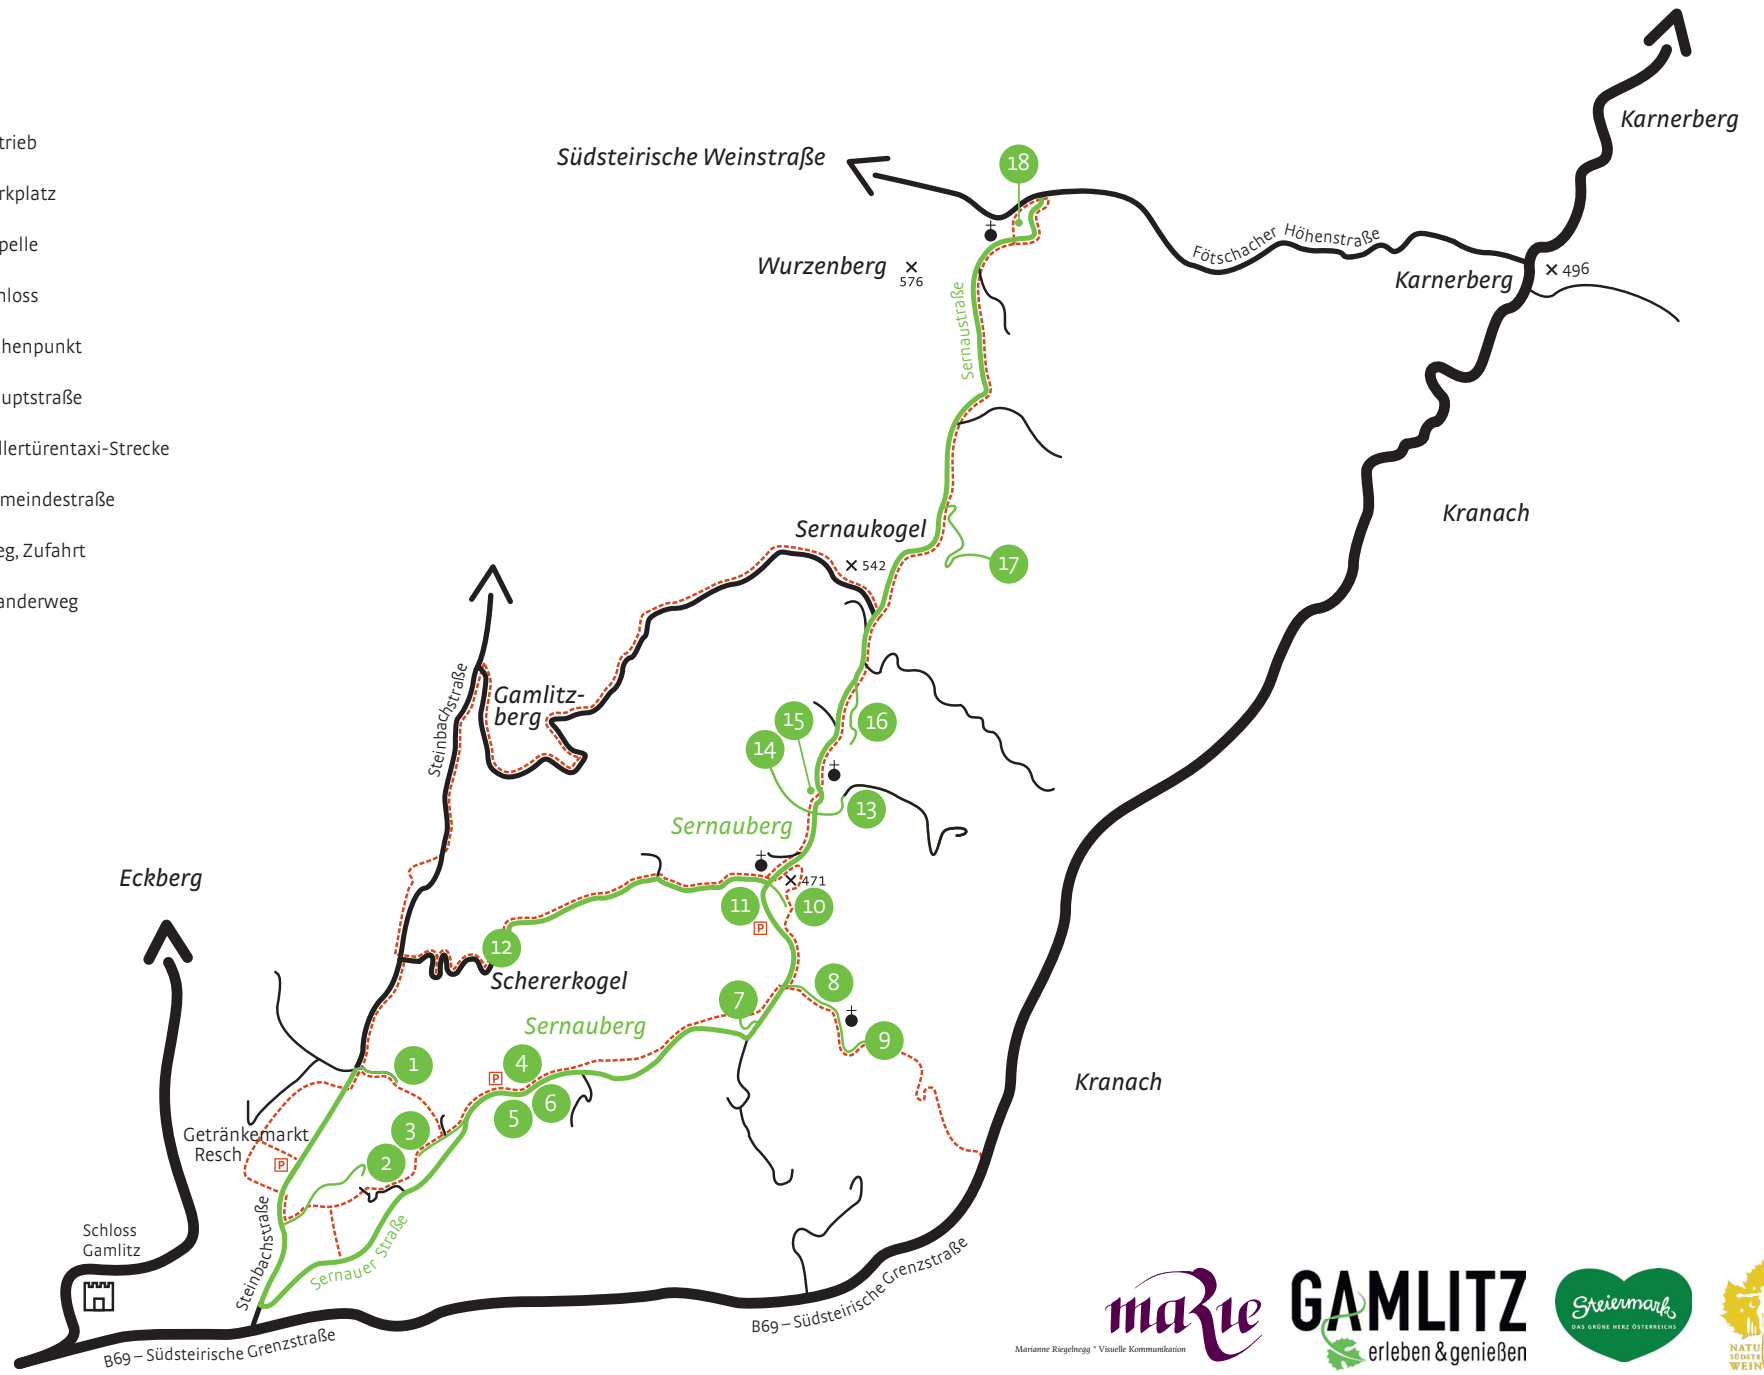 trieb
rkplatz
pelle
hloss
henpunkt
uptstraße
llertürentaxi-Strecke
meindestraße
eg, Zufahrt
anderweg
Karnerberg
Südsteirische Weinstraße
18
Fötschacher Höhenstraße
Wurzenberg
576
Karnerberg
496
Sernaustraße
Kranach
Sernaukogel
542
17
Steinbachstraße
Gamlitz-
berg
15
16
14
13
Sernauberg
Eckberg
471
11
10
P
12
Schererkogel
8
7
Sernauberg
9
1
4
P
Kranach
6
5
3
Getränkemarkt
Resch
P
2
Schloss
Gamlitz
Steinbachstraße
Sernauer Straße
B69 – Südsteirische Grenzstraße
B69 – Südsteirische Grenzstraße
maRie
Marianne Riegelnegg * Visuelle Kommunikation
GAMLITZ
erleben & genießen
Steiermark
DAS GRÜNE HERZ ÖSTERREICHS
NATU
SÜDSTE
WEIN